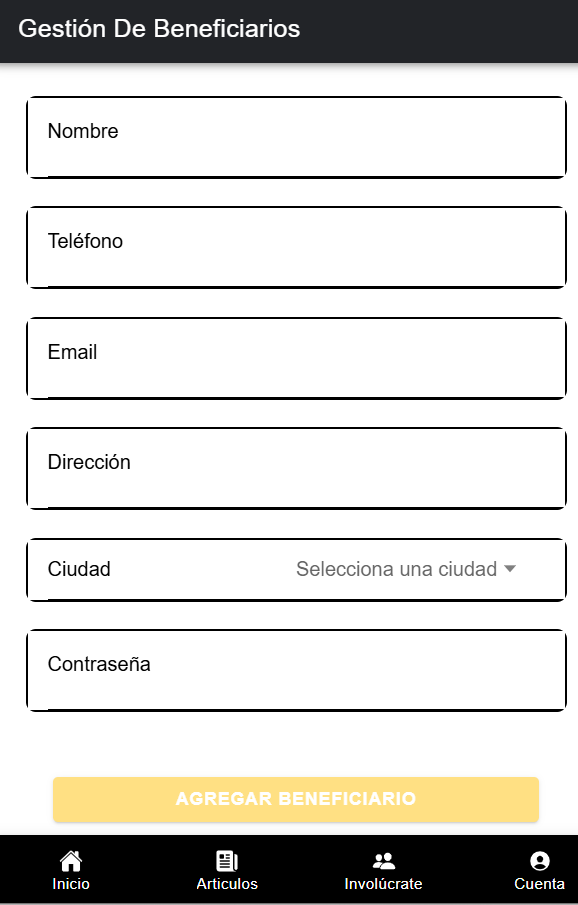 Gestión De Beneficiarios
Nombre
Teléfono
Email
Dirección
Ciudad Selecciona una ciudad
Contraseña
AGREGAR BENEFICIARIO
Inicio Articulos Involúcrate Cuenta